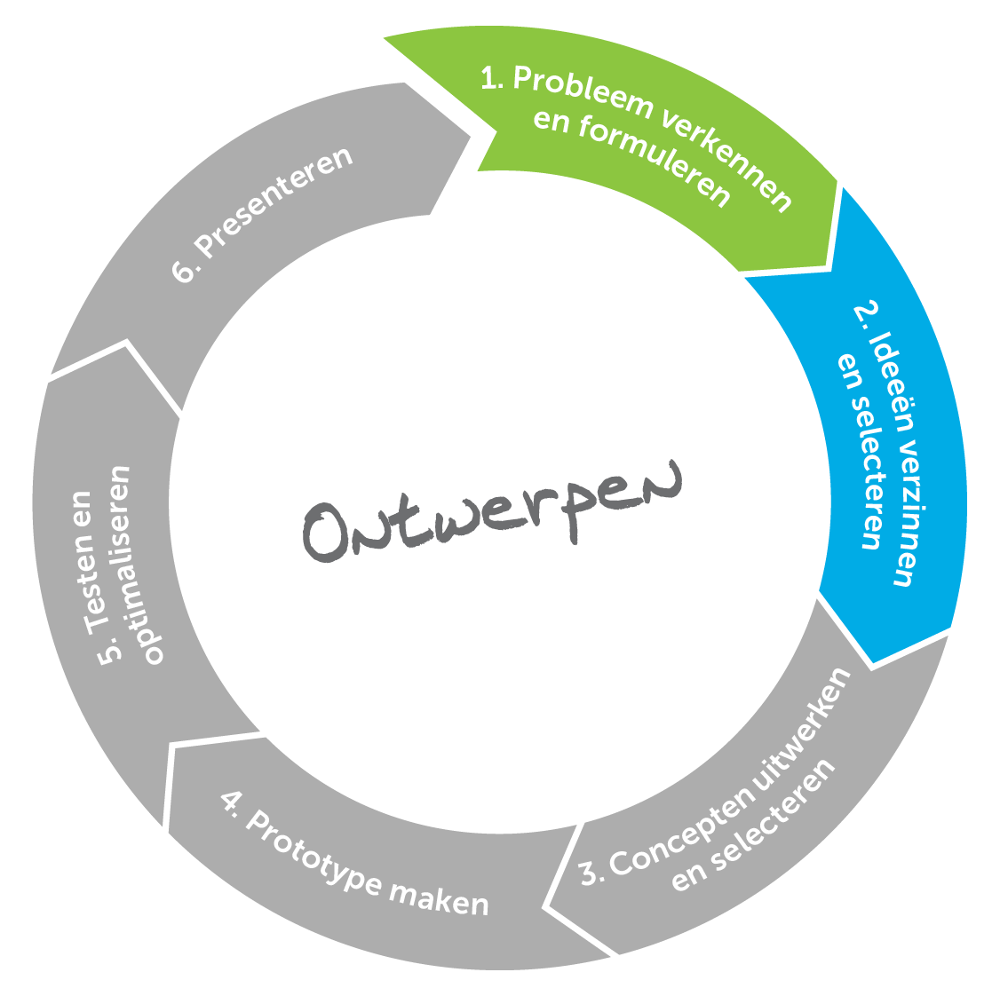 1. Probleem verkennen
en formuleren
2. Ideeën verzinnen
en selecteren
3. Concepten uitwerken
en selecteren
4. Prototype maken
5. Testen en
optimaliseren
6. Presenteren
Ontwerpen